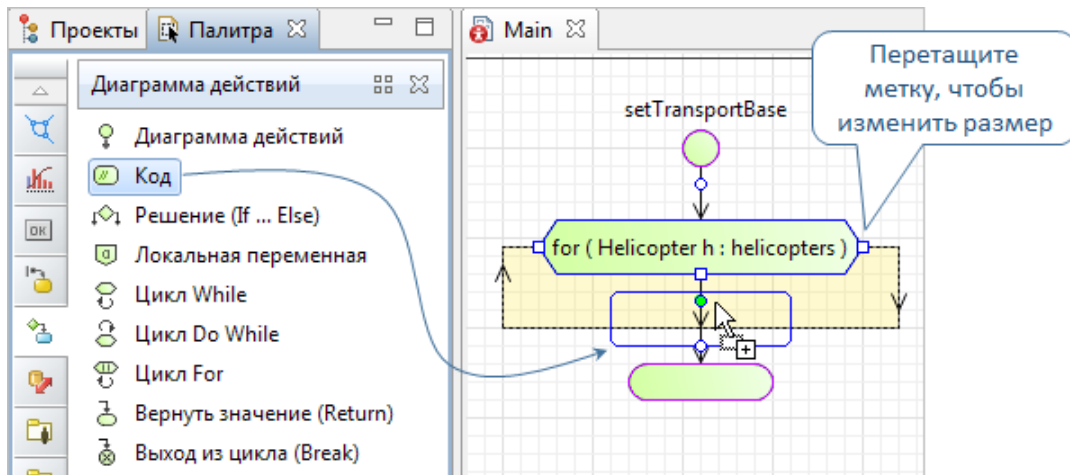 Проекты
Палитра
Main
Диаграмма действий
Диаграмма действий
Код
Решение (If ... Else)
Локальная переменная
Цикл While
Цикл Do While
Цикл For
Вернуть значение (Return)
Выход из цикла (Break)
OK
setTransportBase
for ( Helicopter h : helicopters )
Перетащите
метку, чтобы
изменить размер